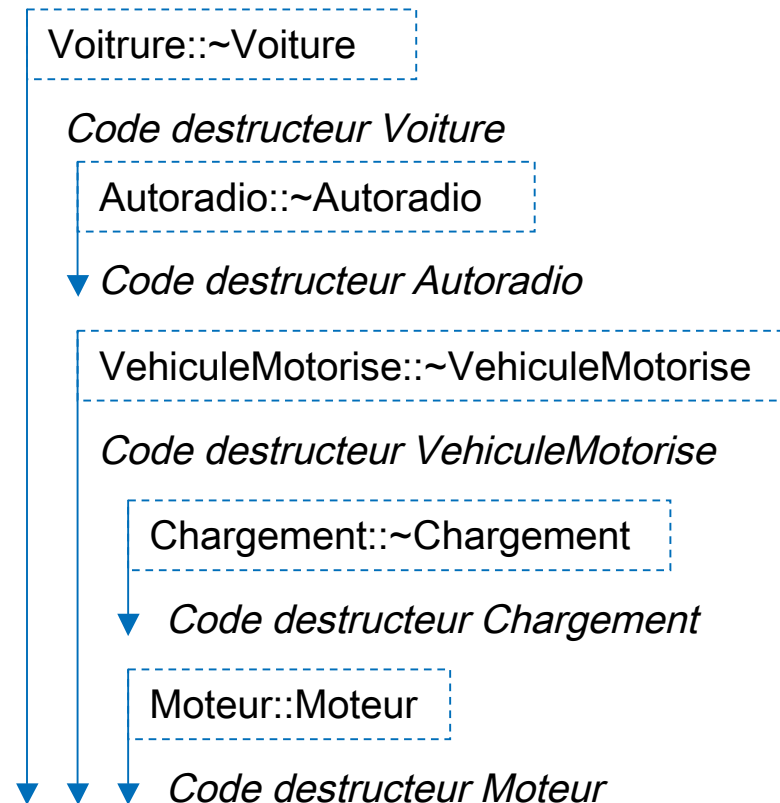 Voitrure::~Voiture
Code destructeur Voiture
Autoradio::~Autoradio
Code destructeur Autoradio
VehiculeMotorise::~VehiculeMotorise
Code destructeur VehiculeMotorise
Chargement::~Chargement
Code destructeur Chargement
Moteur::Moteur
Code destructeur Moteur